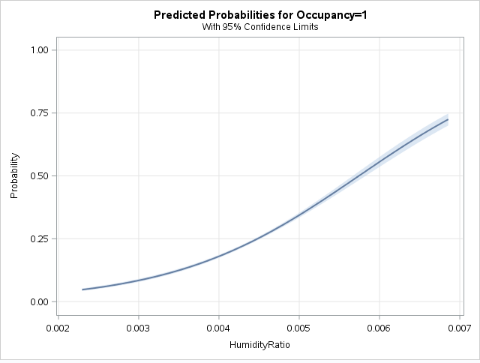 Predicted Probabilities for Occupancy=1
With 95% Confidence Limits
1.00
0.75
0.50
0.25
0.00
Probability
0.002 0.003 0.004 0.005 0.006 0.007
HumidityRatio